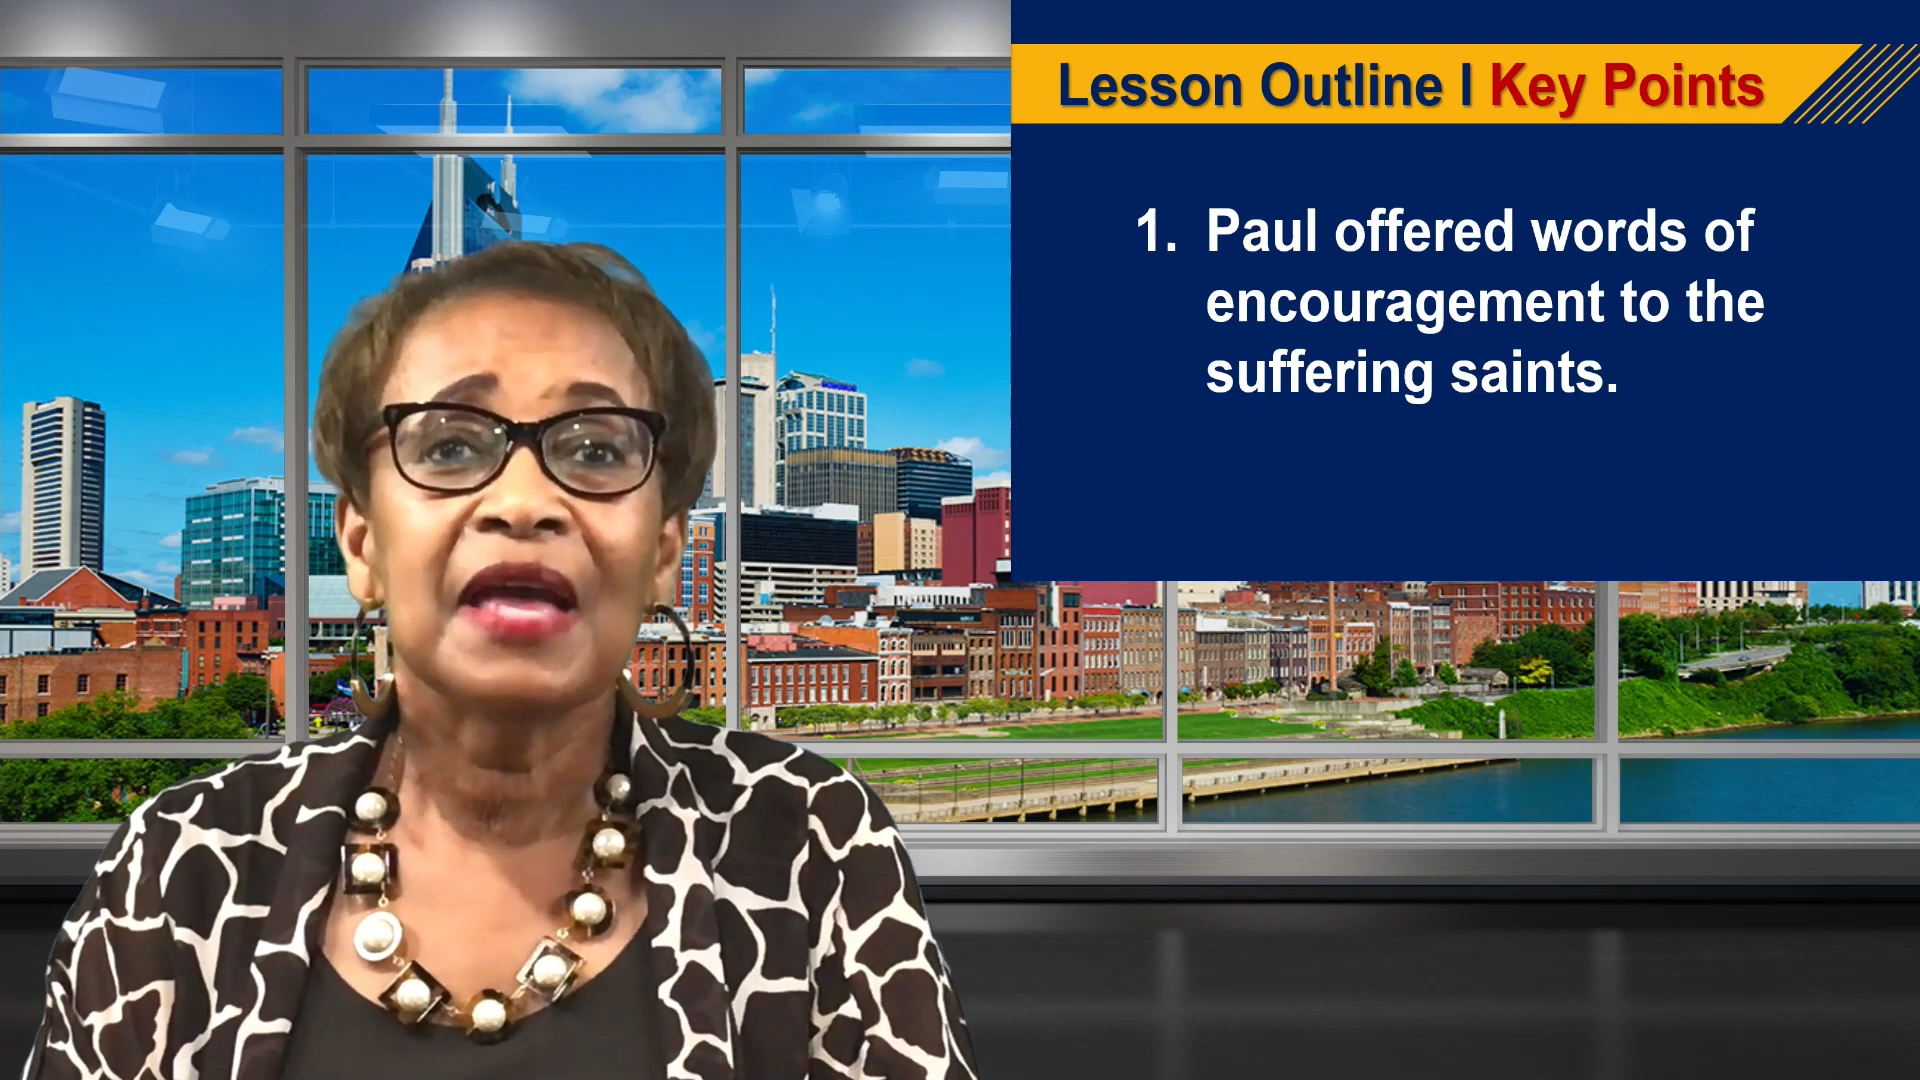 Lesson Outline I Key Points
1. Paul offered words of
encouragement to the
suffering saints.